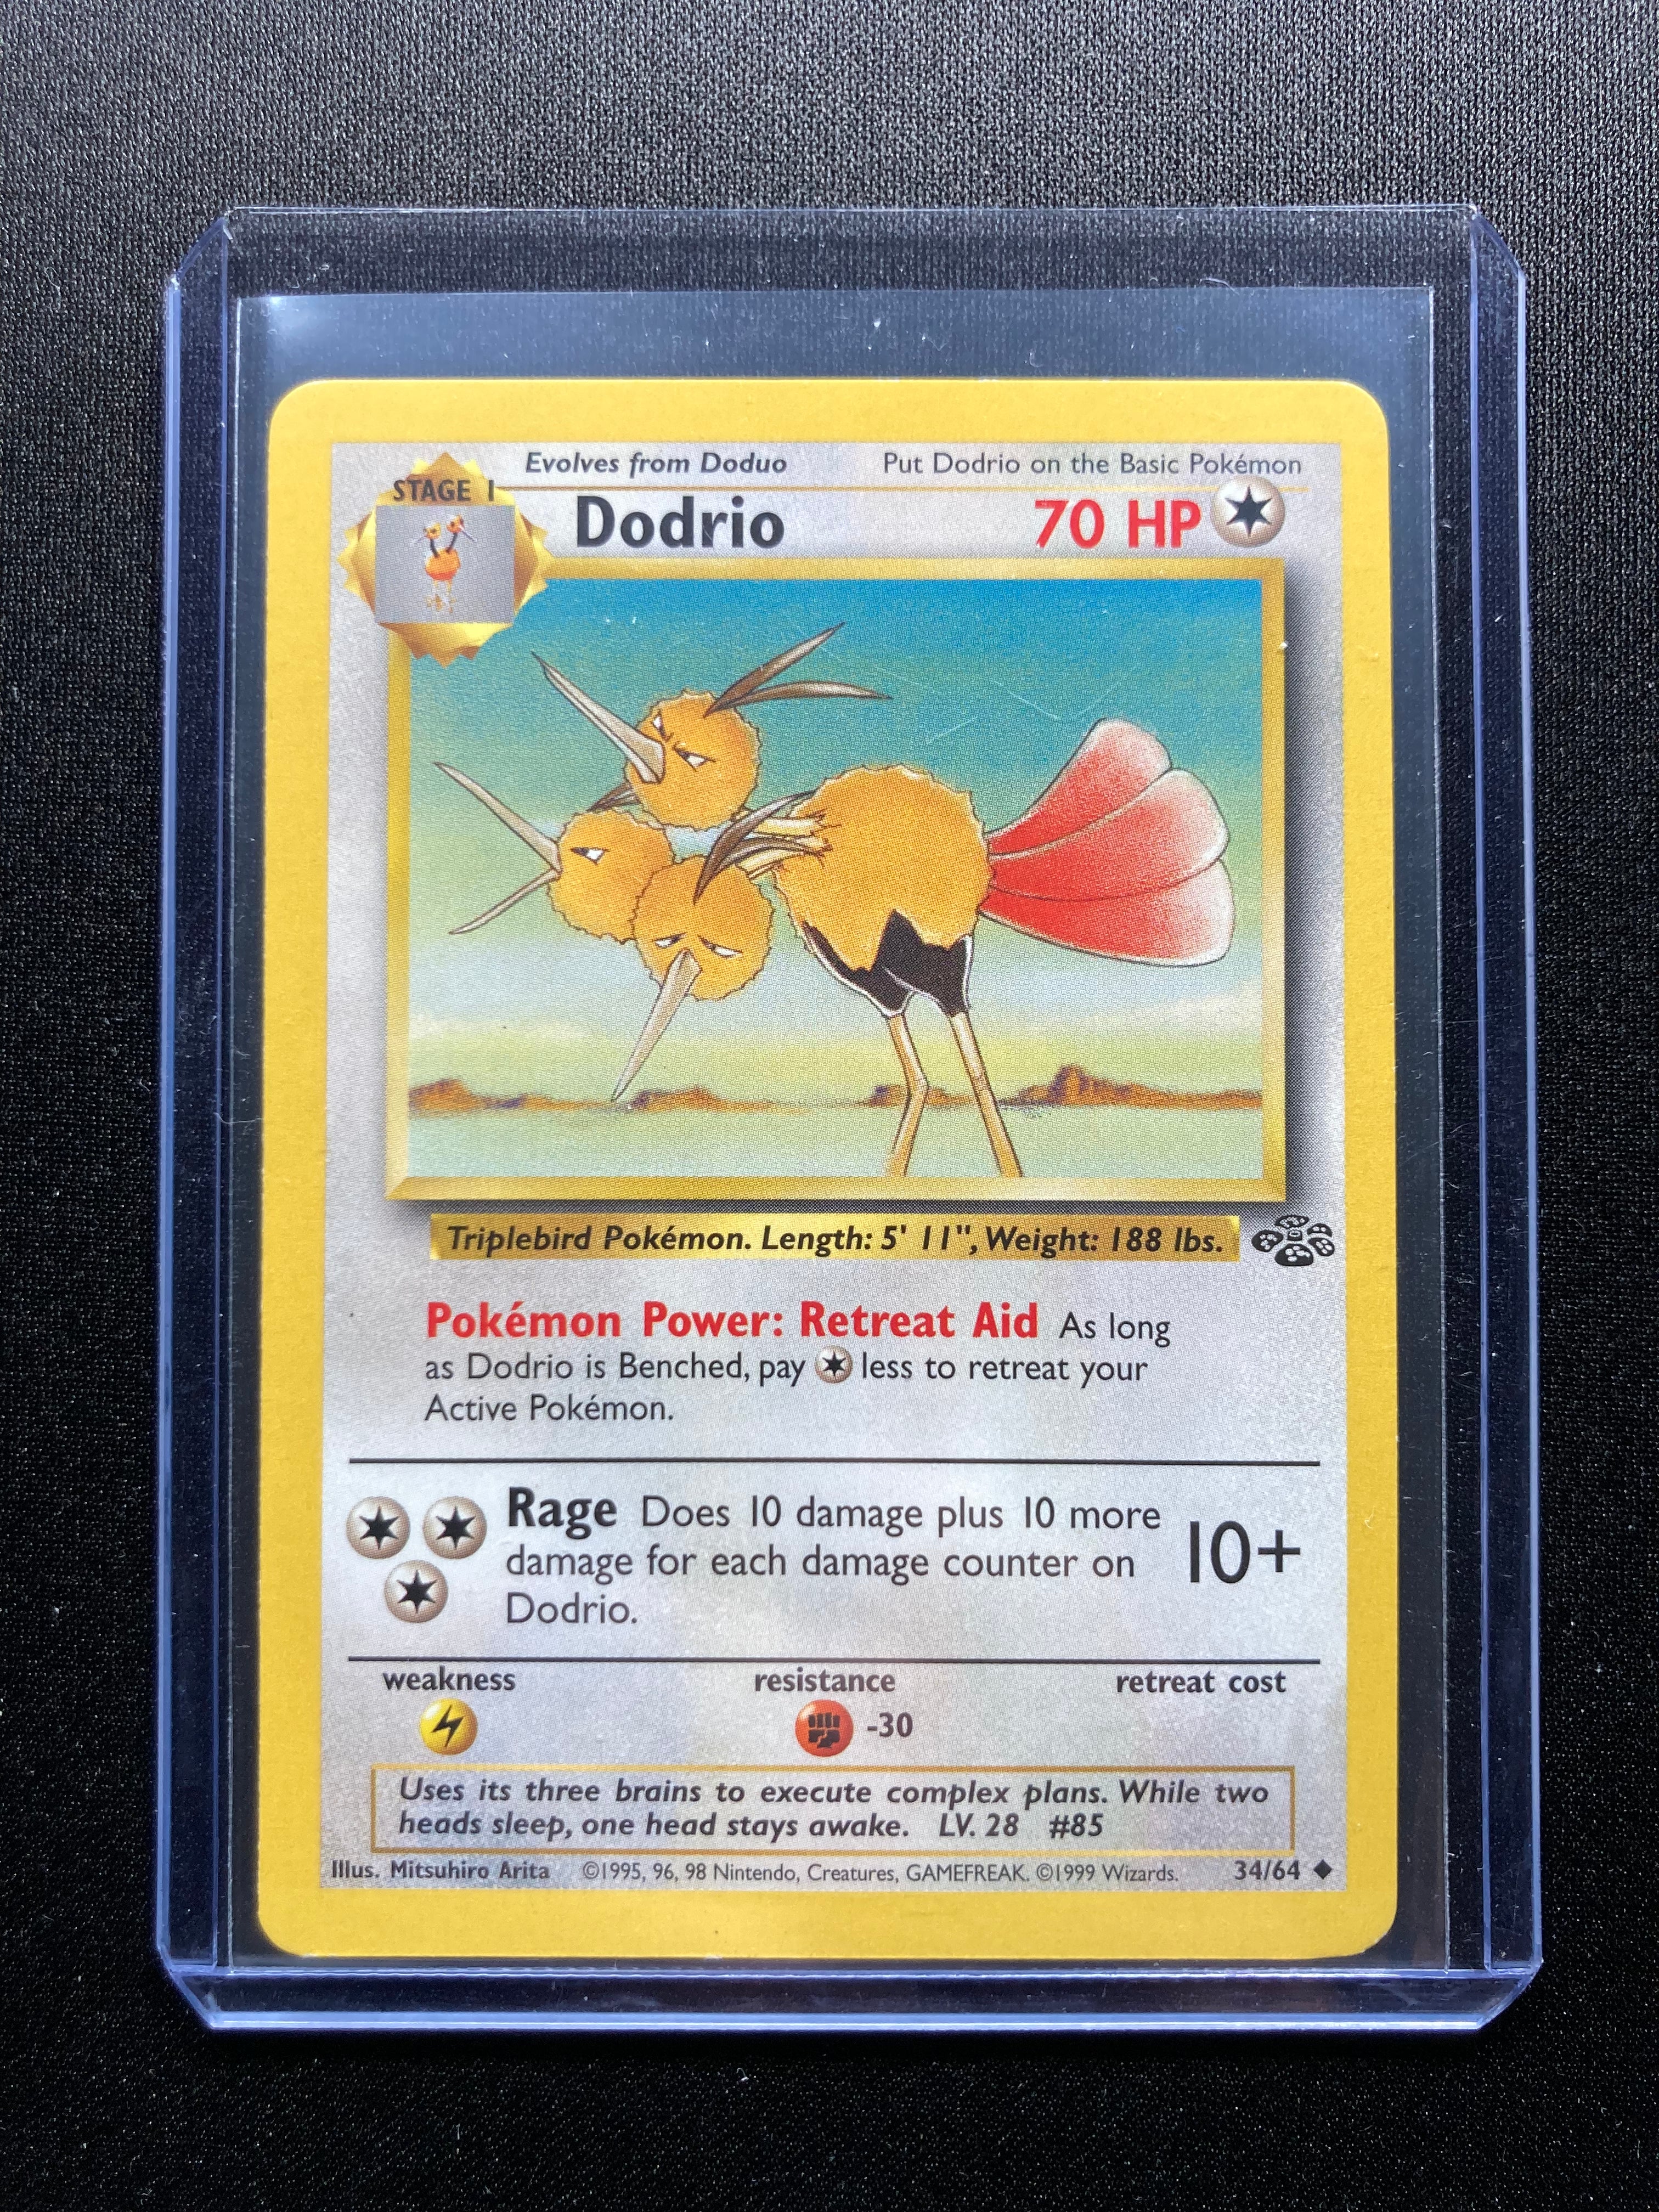 Evolves from Doduo Put Dodrio on the Basic Pokémon
STAGE 1
Dodrio 70 HP
Triplebird Pokémon. Length: 5' 11", Weight: 188 lbs.
Pokémon Power: Retreat Aid As long
as Dodrio is Benched, pay less to retreat your
Active Pokémon.
Rage Does 10 damage plus 10 more
damage for each damage counter on
Dodrio.
10+
weakness resistance retreat cost
-30
Uses its three brains to execute complex plans. While two
heads sleep, one head stays awake. LV. 28 #85
Illus. Mitsuhiro Arita ©1995, 96, 98 Nintendo, Creatures, GAMEFREAK. ©1999 Wizards. 34/64